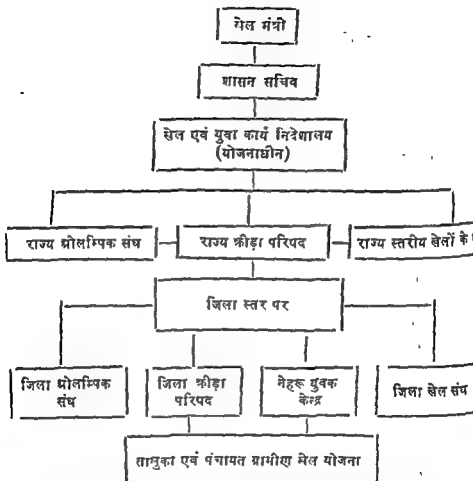 खेल मंत्री
शासन सचिव
खेल एवं युवा कार्य निदेशालय
(योजनाधीन)
राज्य ओलम्पिक संघ
राज्य क्रीड़ा परिषद
राज्य स्तरीय खेलों के
जिला स्तर पर
जिला ओलम्पिक
संघ
जिला क्रीड़ा
परिषद
नेहरू युवक
केन्द्र
जिला खेल संघ
तालुका एवं पंचायत ग्रामीण खेल योजना